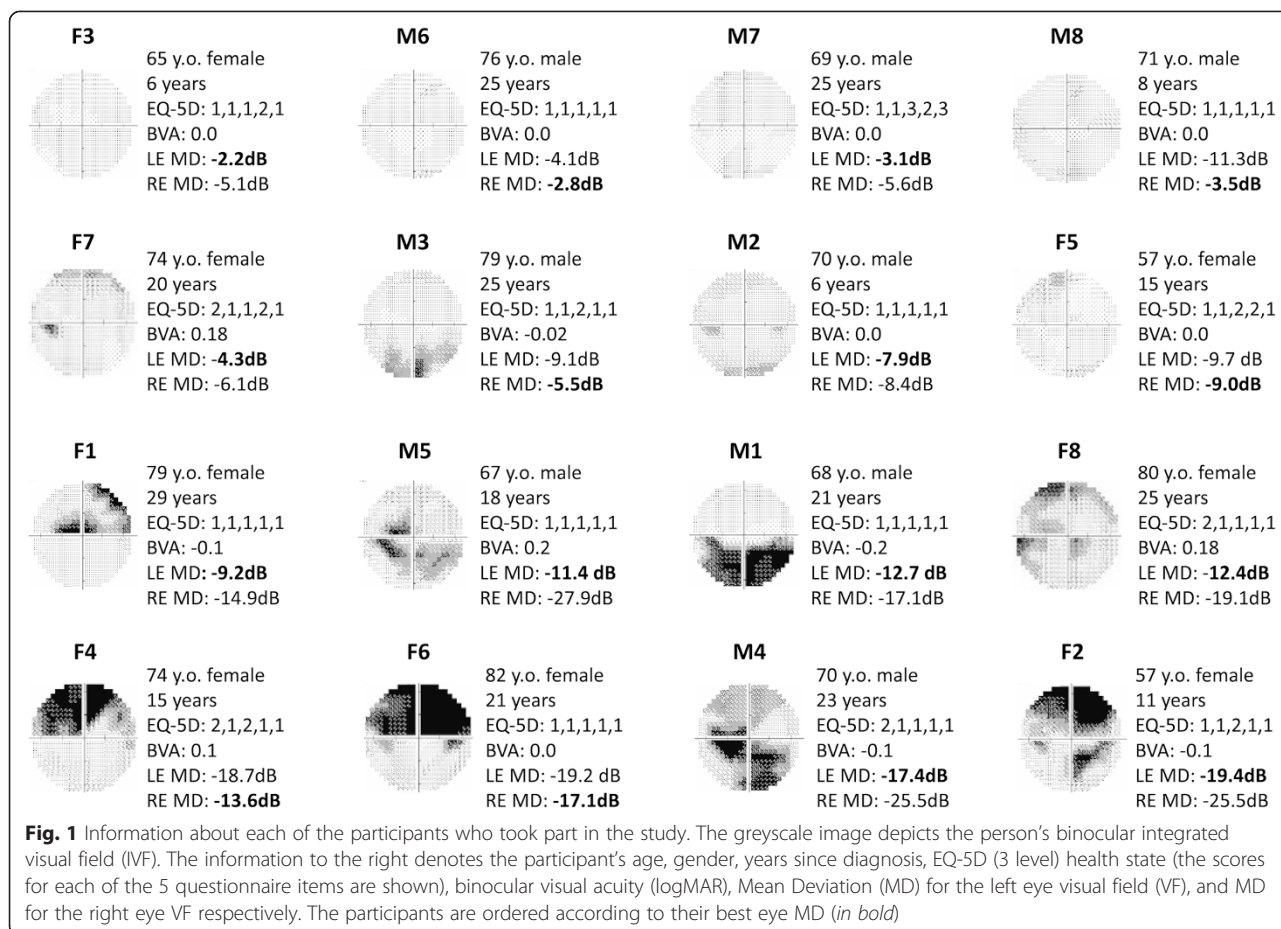 F3
65 y.o. female
6 years
EQ-5D: 1,1,1,2,1
BVA: 0.0
LE MD: -2.2dB
RE MD: -5.1dB
M6
76 y.o. male
25 years
EQ-5D: 1,1,1,1,1
BVA: 0.0
LE MD: -4.1dB
RE MD: -2.8dB
M7
69 y.o. male
25 years
EQ-5D: 1,1,3,2,3
BVA: 0.0
LE MD: -3.1dB
RE MD: -5.6dB
M8
71 y.o. male
8 years
EQ-5D: 1,1,1,1,1
BVA: 0.0
LE MD: -11.3dB
RE MD: -3.5dB
F7
74 y.o. female
20 years
EQ-5D: 2,1,1,2,1
BVA: 0.18
LE MD: -4.3dB
RE MD: -6.1dB
M3
79 y.o. male
25 years
EQ-5D: 1,1,2,1,1
BVA: -0.02
LE MD: -9.1dB
RE MD: -5.5dB
M2
70 y.o. male
6 years
EQ-5D: 1,1,1,1,1
BVA: 0.0
LE MD: -7.9dB
RE MD: -8.4dB
F5
57 y.o. female
15 years
EQ-5D: 1,1,2,2,1
BVA: 0.0
LE MD: -9.7 dB
RE MD: -9.0dB
F1
79 y.o. female
29 years
EQ-5D: 1,1,1,1,1
BVA: -0.1
LE MD: -9.2dB
RE MD: -14.9dB
M5
67 y.o. male
18 years
EQ-5D: 1,1,1,1,1
BVA: 0.2
LE MD: -11.4 dB
RE MD: -27.9dB
M1
68 y.o. male
21 years
EQ-5D: 1,1,1,1,1
BVA: -0.2
LE MD: -12.7 dB
RE MD: -17.1dB
F8
80 y.o. female
25 years
EQ-5D: 2,1,1,1,1
BVA: 0.18
LE MD: -12.4dB
RE MD: -19.1dB
F4
74 y.o. female
15 years
EQ-5D: 2,1,2,1,1
BVA: 0.1
LE MD: -18.7dB
RE MD: -13.6dB
F6
82 y.o. female
21 years
EQ-5D: 1,1,1,1,1
BVA: 0.0
LE MD: -19.2 dB
RE MD: -17.1dB
M4
70 y.o. male
23 years
EQ-5D: 2,1,1,1,1
BVA: -0.1
LE MD: -17.4dB
RE MD: -25.5dB
F2
57 y.o. female
11 years
EQ-5D: 1,1,2,1,1
BVA: -0.1
LE MD: -19.4dB
RE MD: -25.5dB
Fig. 1 Information about each of the participants who took part in the study. The greyscale image depicts the person's binocular integrated
visual field (IVF). The information to the right denotes the participant's age, gender, years since diagnosis, EQ-5D (3 level) health state (the scores
for each of the 5 questionnaire items are shown), binocular visual acuity (logMAR), Mean Deviation (MD) for the left eye visual field (VF), and MD
for the right eye VF respectively. The participants are ordered according to their best eye MD (in bold)